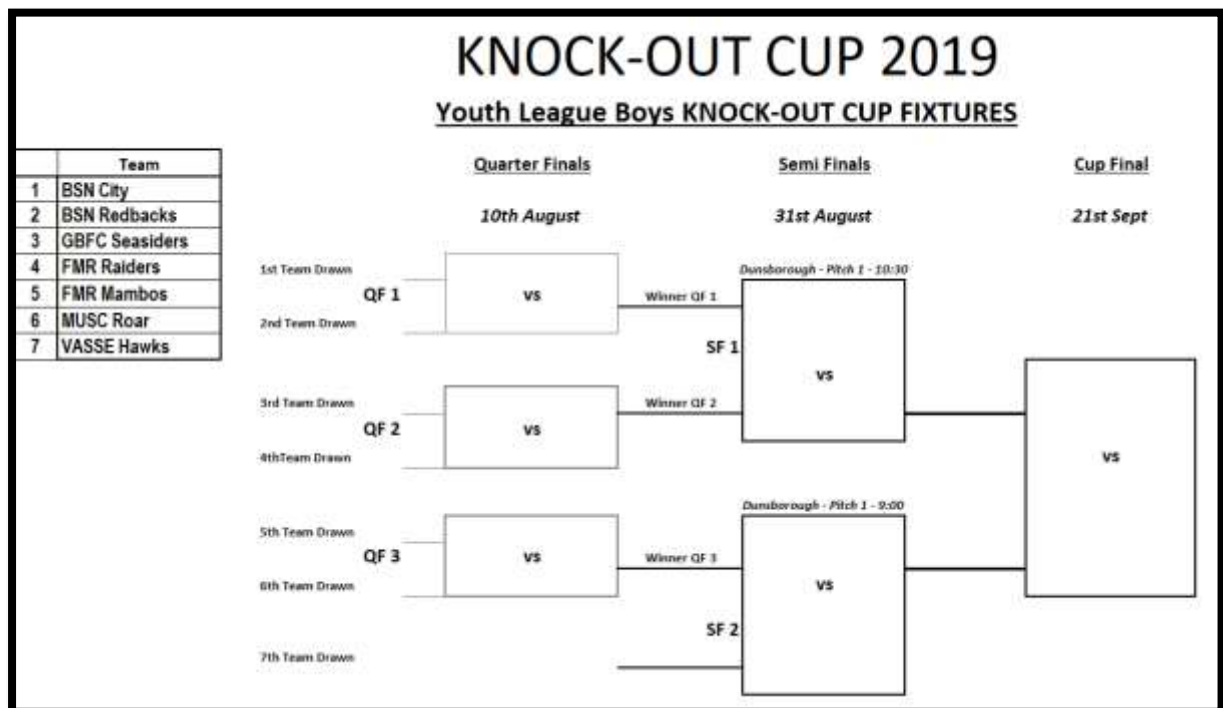 KNOCK-OUT CUP 2019
Youth League Boys KNOCK-OUT CUP FIXTURES
Team
1 BSN City
2 BSN Redbacks
3 GBFC Seasiders
4 FMR Raiders
5 FMR Mambos
6 MUSC Roar
7 VASSE Hawks
Quarter Finals Semi Finals Cup Final
10th August 31st August 21st Sept
1st Team Drawn
QF 1
vs
2nd Team Drawn
Winner QF 1
3rd Team Drawn
QF 2
vs
4thTeam Drawn
Winner QF 2
Dunsborough - Pitch 1 - 10:30
SF 1
vs
5th Team Drawn
QF 3
vs
6th Team Drawn
Winner QF 3
7th Team Drawn
Dunsborough - Pitch 1 - 9:00
vs
SF 2
vs